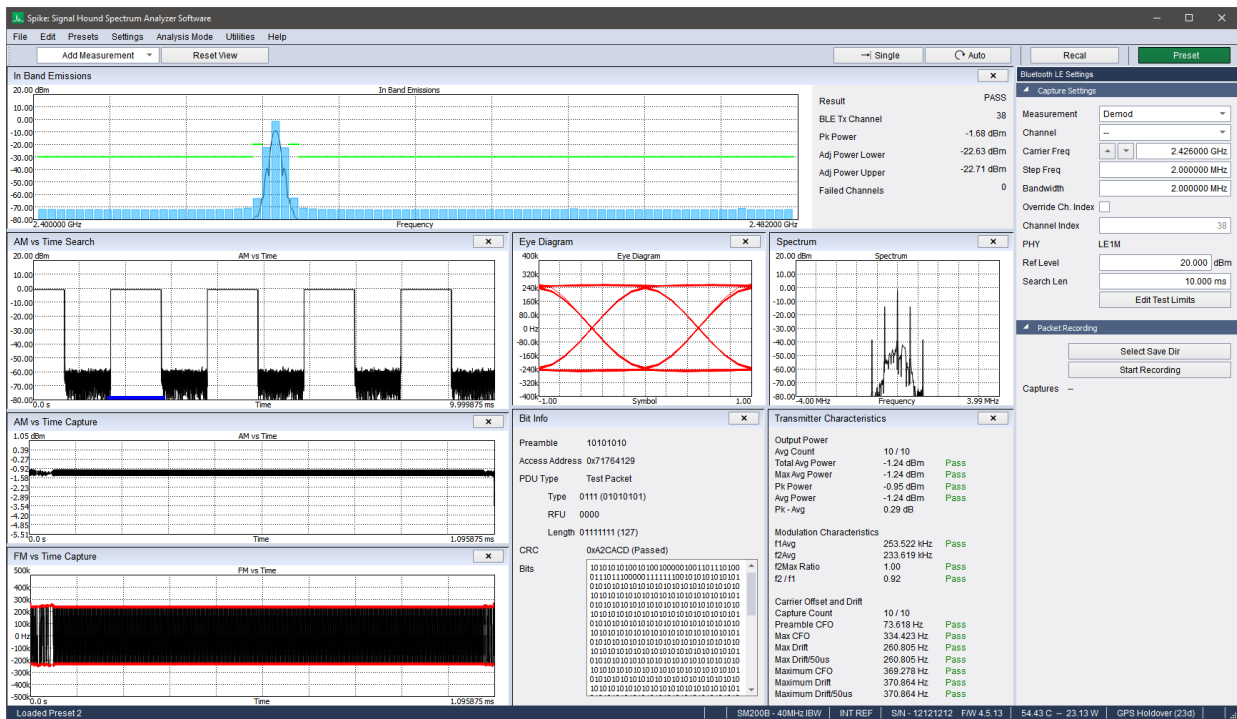 Spike: Signal Hound Spectrum Analyzer Software
File Edit Presets Settings Analysis Mode Utilities Help
Add Measurement Reset View Single Auto Recal Preset
In Band Emissions
20.00 dBm In Band Emissions
10.00
0.00
-10.00
-20.00
-30.00
-40.00
-50.00
-60.00
-70.00
-80.00
2.400000 GHz Frequency 2.482000 GHz
Result PASS
BLE Tx Channel 38
Pk Power -1.68 dBm
Adj Power Lower -22.63 dBm
Adj Power Upper -22.71 dBm
Failed Channels 0
AM vs Time Search
20.00 dBm AM vs Time
10.00
0.00
-10.00
-20.00
-30.00
-40.00
-50.00
-60.00
-70.00
-80.00
0.0 s Time 9.999875 ms
Eye Diagram
400k Eye Diagram
320k
240k
160k
80.0k
0 Hz
-80.0k
-160k
-240k
-320k
-400k
-1.00 Symbol 1.00
Spectrum
20.00 dBm Spectrum
10.00
0.00
-10.00
-20.00
-30.00
-40.00
-50.00
-60.00
-70.00
-80.00
-4.00 MHz Frequency 3.99 MHz
AM vs Time Capture
1.05 dBm AM vs Time
0.39
-0.27
-0.92
-1.58
-2.23
-2.89
-3.54
-4.20
-4.85
-5.51
0.0 s Time 1.095875 ms
FM vs Time Capture
500k FM vs Time
400k
300k
200k
100k
0 Hz
-100k
-200k
-300k
-400k
-500k
0.0 s Time 1.095875 ms
Bit Info
Preamble 10101010
Access Address 0x71764129
PDU Type Test Packet
Type 0111 (01010101)
RFU 0000
Length 01111111 (127)
CRC 0xA2CACD (Passed)
Bits
Transmitter Characteristics
Output Power
Avg Count 10 / 10
Total Avg Power -1.24 dBm Pass
Max Avg Power -1.24 dBm Pass
Pk Power -0.95 dBm Pass
Avg Power -1.24 dBm Pass
Pk - Avg 0.29 dB
Modulation Characteristics
f1Avg 253.522 kHz Pass
f2Avg 233.619 kHz
f2Max Ratio 1.00 Pass
f2 / f1 0.92 Pass
Carrier Offset and Drift
Capture Count 10 / 10
Preamble CFO 73.618 Hz Pass
Max CFO 334.423 Hz Pass
Max Drift 260.805 Hz Pass
Max Drift/50us 260.805 Hz Pass
Maximum CFO 369.278 Hz Pass
Maximum Drift 370.864 Hz Pass
Maximum Drift/50us 370.864 Hz Pass
Bluetooth LE Settings
Capture Settings
Measurement Demod
Channel --
Carrier Freq 2.426000 GHz
Step Freq 2.000000 MHz
Bandwidth 2.000000 MHz
Override Ch. Index
Channel Index 38
PHY LE1M
Ref Level 20.000 dBm
Search Len 10.000 ms
Edit Test Limits
Packet Recording
Select Save Dir
Start Recording
Captures --
Loaded Preset 2
SM200B - 40MHz IBW INT REF S/N - 12121212 F/W 4.5.13 54.43 C -- 23.13 W GPS Holdover (23d)